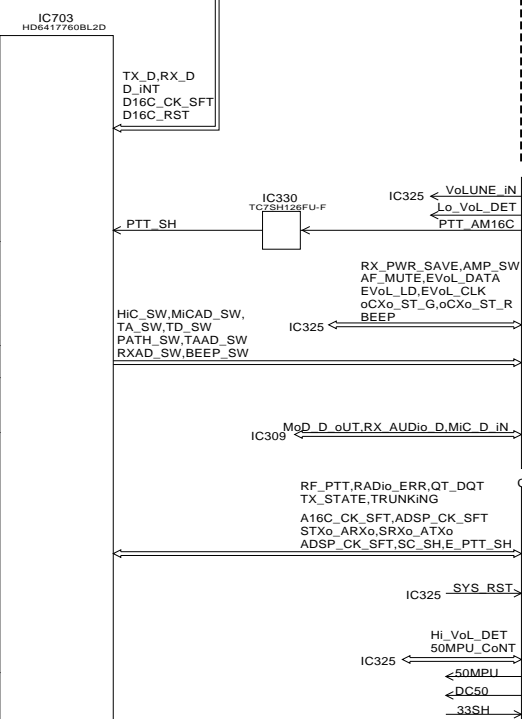 IC703
HD6417760BL2D
TX_D,RX_D
D_iNT
D16C_CK_SFT
D16C_RST
IC325
VoLUNE_iN
Lo_VoL_DET
IC330
TC7SH126FU-F
PTT_SH
PTT_AM16C
RX_PWR_SAVE,AMP_SW
AF_MUTE,EVoL_DATA
EVoL_LD,EVoL_CLK
oCXo_ST_G,oCXo_ST_R
BEEP
IC325
HiC_SW,MiCAD_SW,
TA_SW,TD_SW
PATH_SW,TAAD_SW
RXAD_SW,BEEP_SW
IC309
MoD_D_oUT,RX_AUDio_D,MiC_D_iN
RF_PTT,RADio_ERR,QT_DQT
TX_STATE,TRUNKiNG
A16C_CK_SFT,ADSP_CK_SFT
STXo_ARXo,SRXo_ATXo
ADSP_CK_SFT,SC_SH,E_PTT_SH
IC325
SYS_RST
Hi_VoL_DET
50MPU_CoNT
IC325
50MPU
DC50
33SH